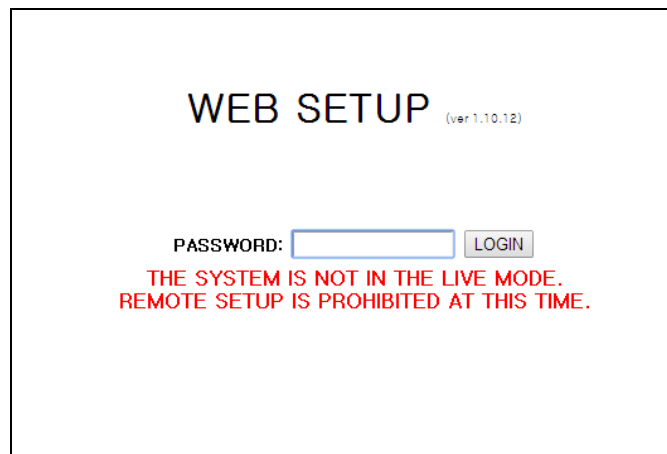 WEB SETUP (ver 1.10.12)
PASSWORD: LOGIN
THE SYSTEM IS NOT IN THE LIVE MODE.
REMOTE SETUP IS PROHIBITED AT THIS TIME.